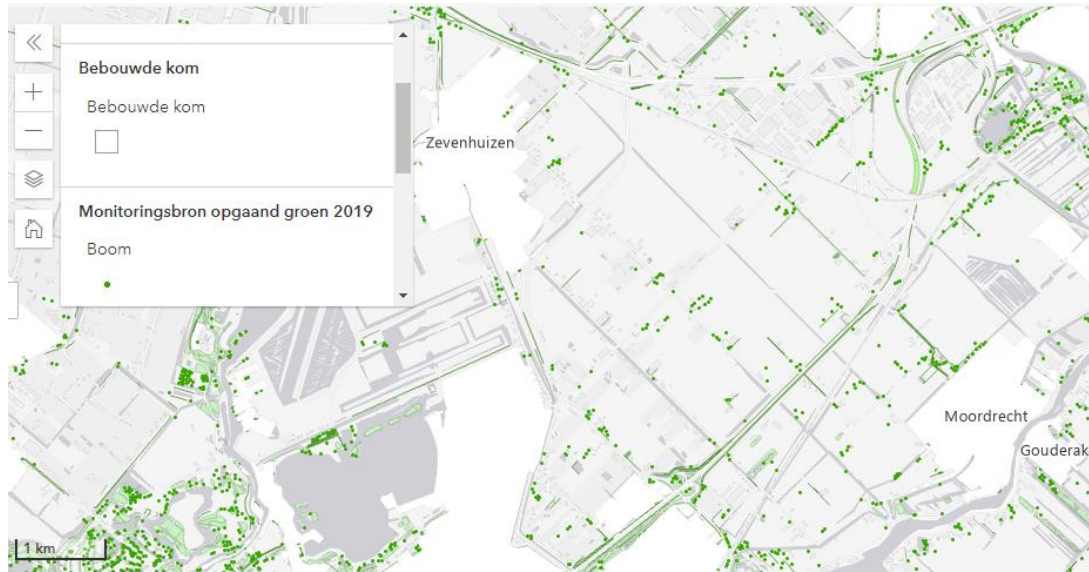 Bebouwde kom
Bebouwde kom
Monitoringsbron opgaand groen 2019
Boom
Zevenhuizen
Moordrecht
Gouderak
1 km